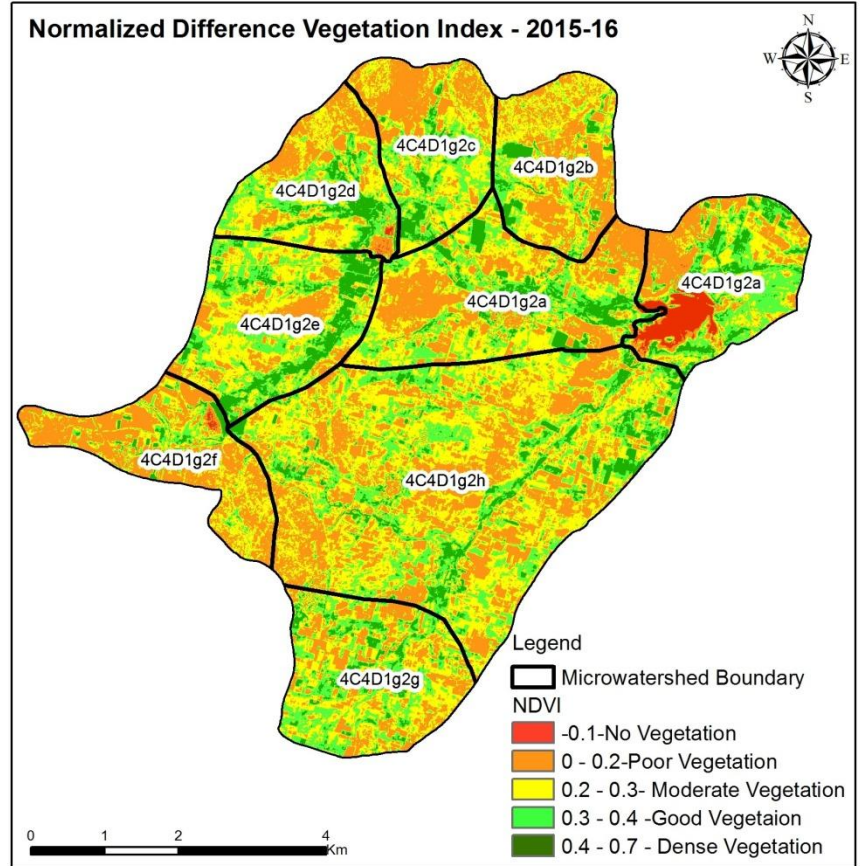 Normalized Difference Vegetation Index - 2015-16
N
W E
S
4C4D1g2c
4C4D1g2b
4C4D1g2d
4C4D1g2a
4C4D1g2a
4C4D1g2e
4C4D1g2f
4C4D1g2h
4C4D1g2g
Legend
Microwatershed Boundary
NDVI
-0.1-No Vegetation
0 - 0.2-Poor Vegetation
0.2 - 0.3- Moderate Vegetation
0.3 - 0.4 -Good Vegetaion
0.4 - 0.7 - Dense Vegetation
0 1 2 4
Km